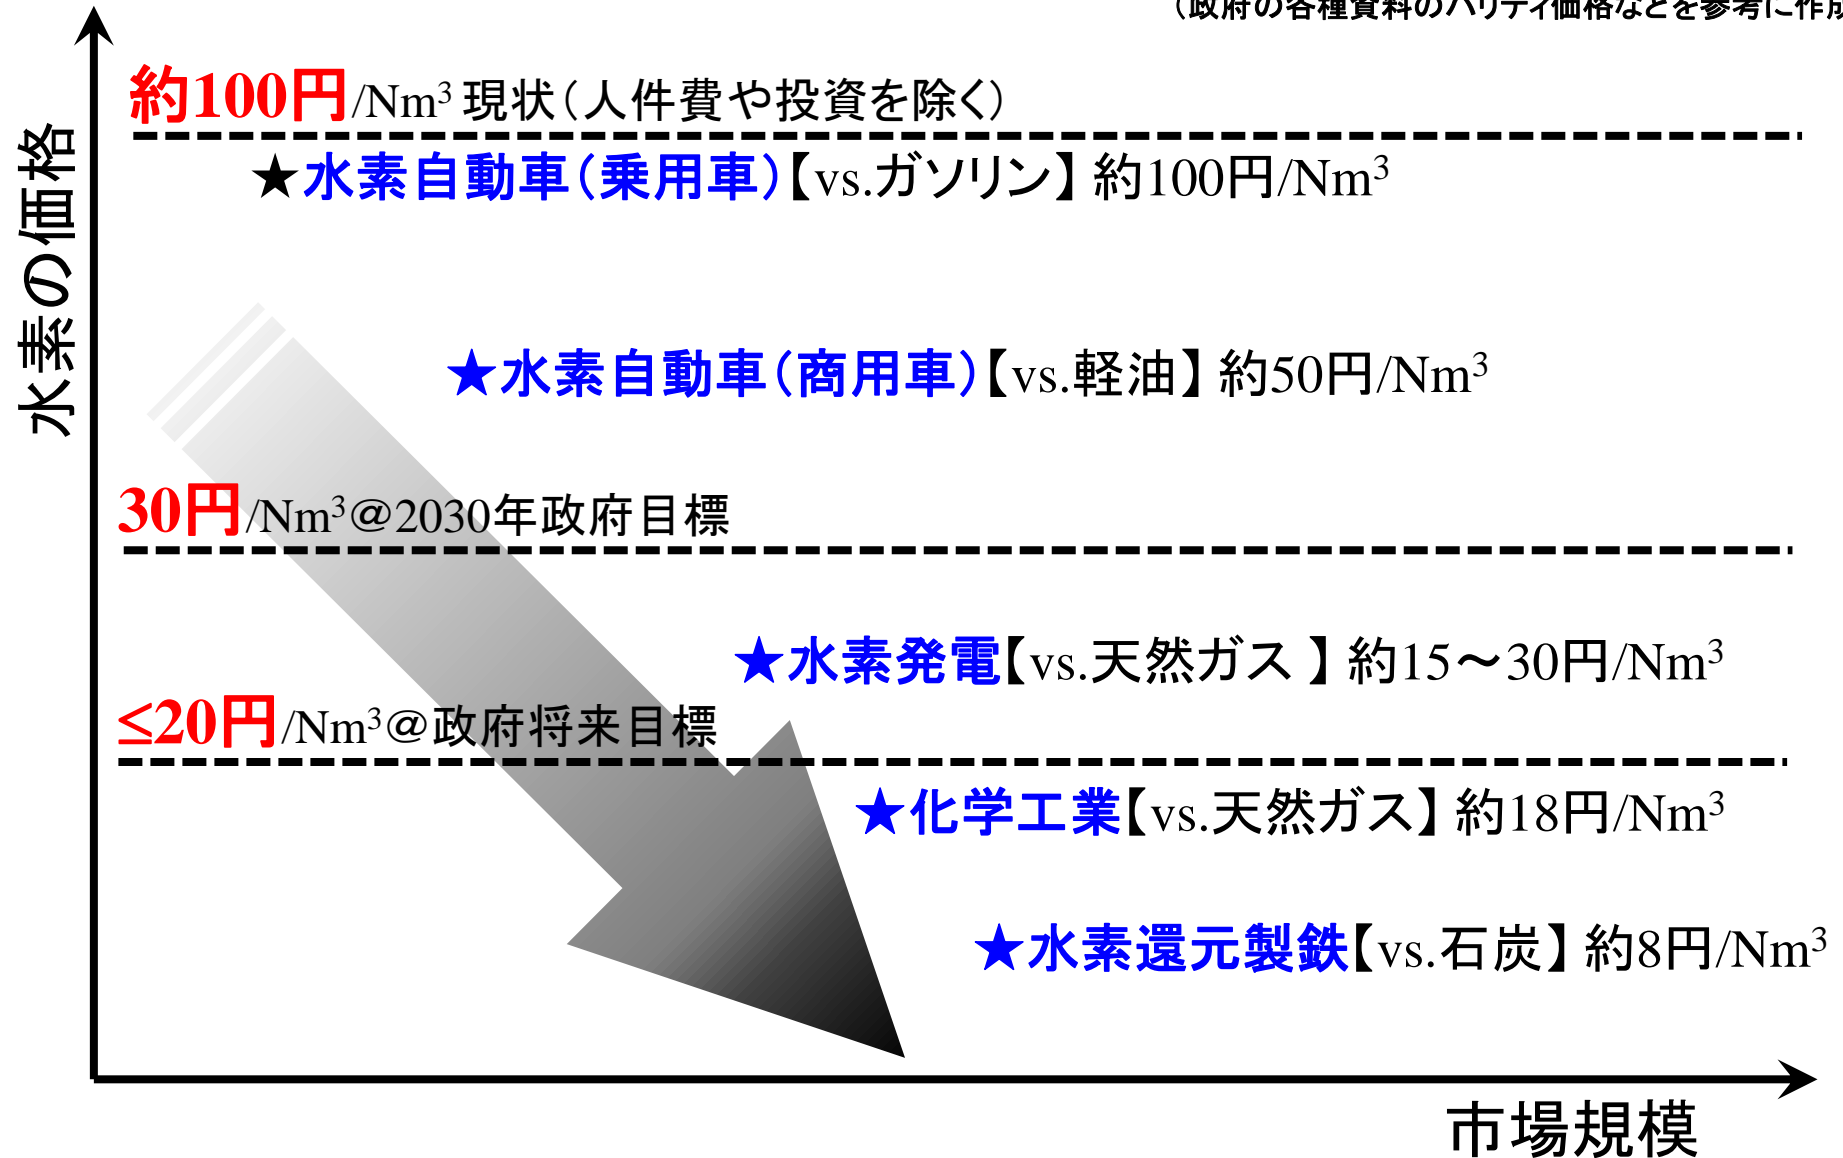 （政府の各種資料のパリティ価格などを参考に作成
約100円/Nm³ 現状（人件費や投資を除く）
★水素自動車（乗用車）【vs.ガソリン】 約100円/Nm³
★水素自動車（商用車）【vs.軽油】 約50円/Nm³
30円/Nm³＠2030年政府目標
★水素発電【vs.天然ガス 】 約15～30円/Nm³
≤20円/Nm³＠政府将来目標
★化学工業【vs.天然ガス】 約18円/Nm³
★水素還元製鉄【vs.石炭】 約8円/Nm³
水素の価格
市場規模